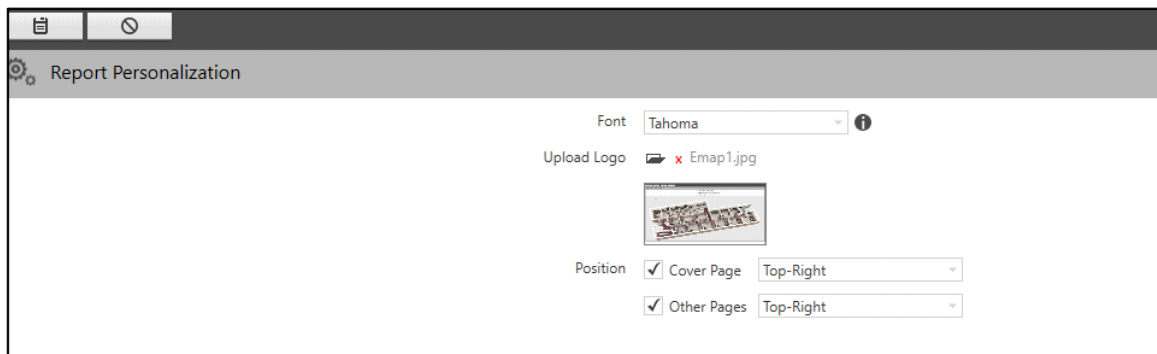 Report Personalization
Font Tahoma
Upload Logo x Emap1.jpg
Position Cover Page Top-Right
Other Pages Top-Right